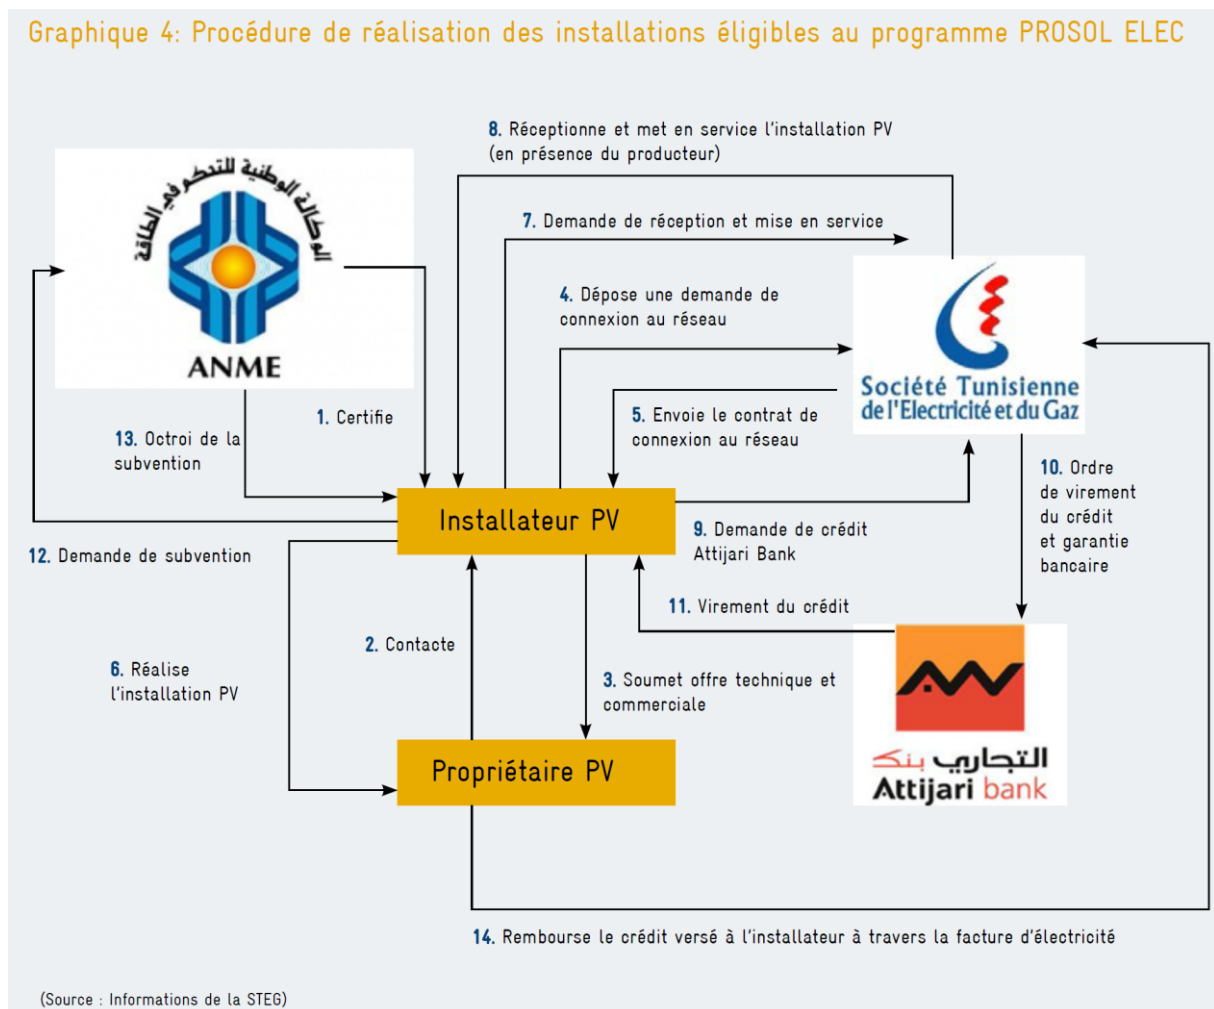 Graphique 4: Procédure de réalisation des installations éligibles au programme PROSOL ELEC
8. Réceptionne et met en service l'installation PV
(en présence du producteur)
الوكالة الوطنية للتحكم في الطاقة
ANME
7. Demande de réception et mise en service
4. Dépose une demande de
connexion au réseau
Société Tunisienne
de l'Electricité et du Gaz
1. Certifie
5. Envoie le contrat de
connexion au réseau
13. Octroi de la
subvention
10. Ordre
de virement
du crédit
et garantie
bancaire
Installateur PV
9. Demande de crédit
Attijari Bank
12. Demande de subvention
11. Virement du crédit
2. Contacte
6. Réalise
l'installation PV
3. Soumet offre technique et
commerciale
Propriétaire PV
التجاري بنك
Attijari bank
14. Rembourse le crédit versé à l'installateur à travers la facture d'électricité
(Source : Informations de la STEG)